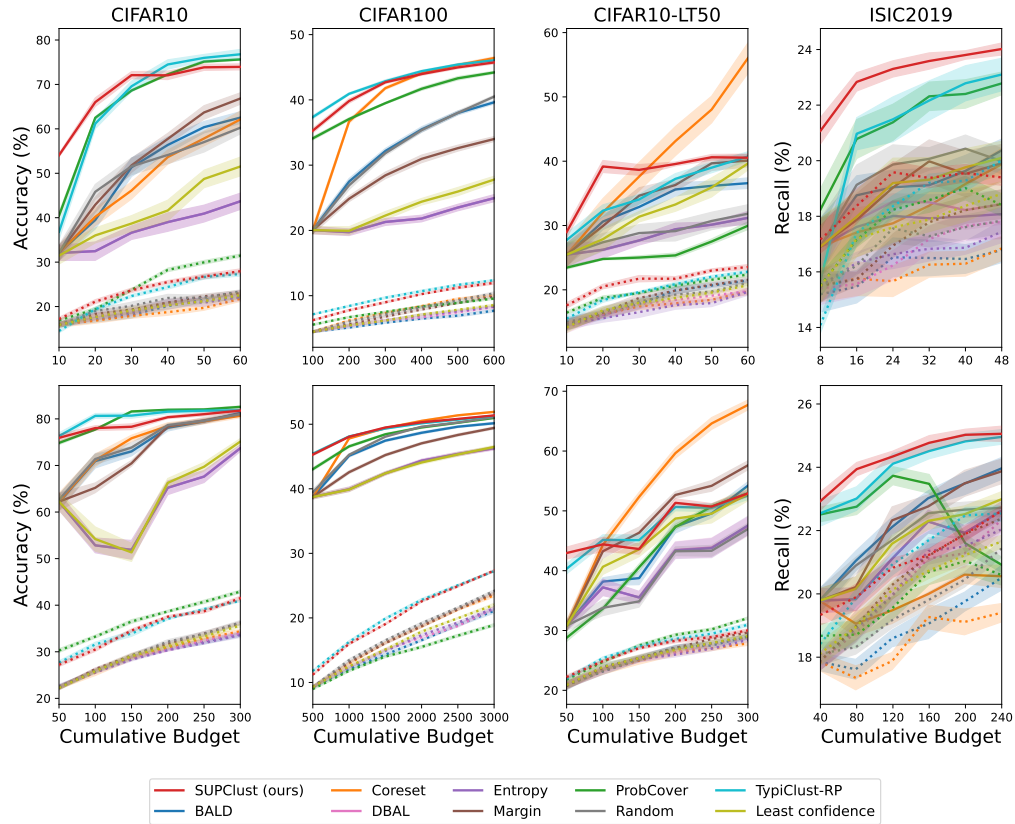 CIFAR10 CIFAR100 CIFAR10-LT50 ISIC2019
Accuracy (%)
80
70
60
50
40
30
20
10 20 30 40 50 60
50
40
30
20
10
100 200 300 400 500 600
60
50
40
30
20
10 20 30 40 50 60
Recall (%)
24
22
20
18
16
14
8 16 24 32 40 48
Accuracy (%)
80
70
60
50
40
30
20
50 100 150 200 250 300
Cumulative Budget
50
40
30
20
10
500 1000 1500 2000 2500 3000
Cumulative Budget
70
60
50
40
30
20
50 100 150 200 250 300
Cumulative Budget
Recall (%)
26
24
22
20
18
40 80 120 160 200 240
Cumulative Budget
SUPClust (ours) Coreset Entropy ProbCover TypiClust-RP
BALD DBAL Margin Random Least confidence